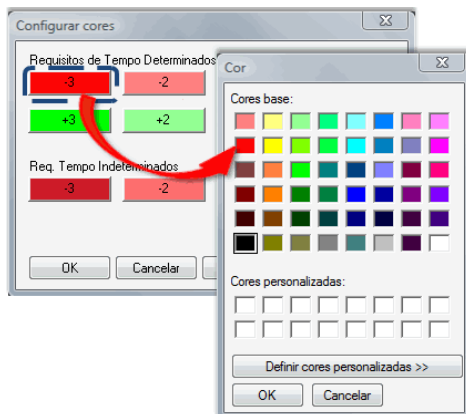 Configurar cores
Requisitos de Tempo Determinados
-3
-2
+3
+2
Req. Tempo Indeterminados
-3
-2
OK
Cancelar
Cor
Cores base:
Cores personalizadas:
Definir cores personalizadas >>
OK
Cancelar